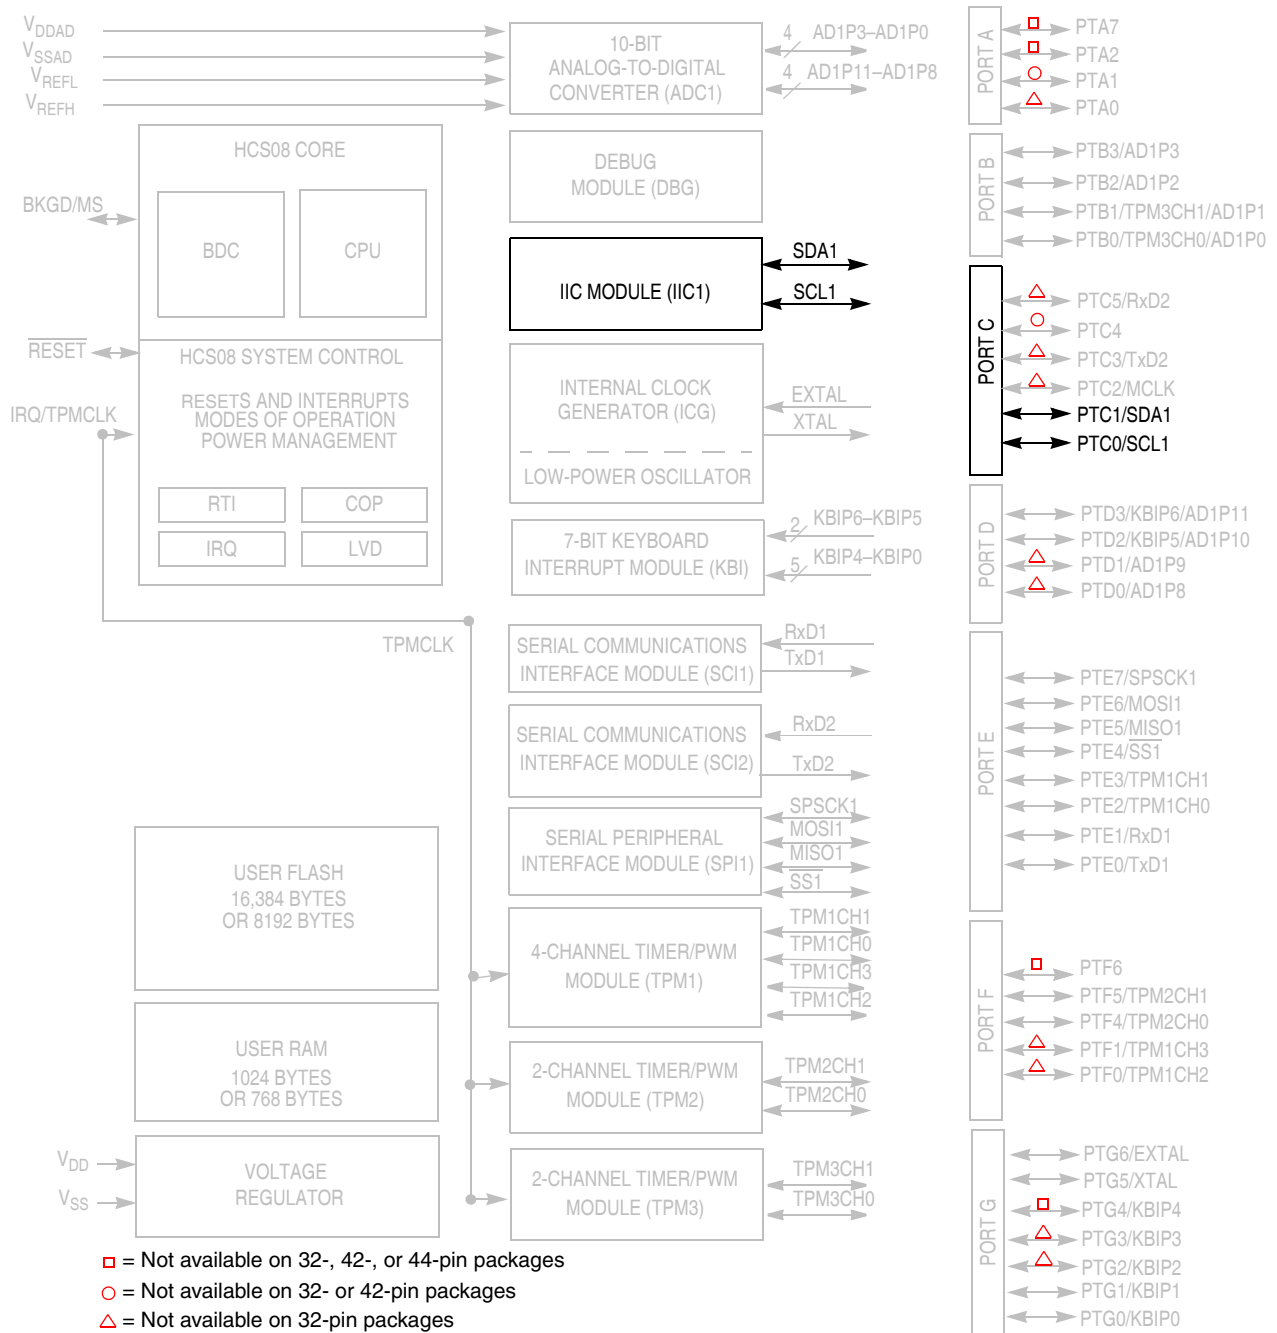 VDDAD
VSSAD
VREFL
VREFH
10-BIT
ANALOG-TO-DIGITAL
CONVERTER (ADC1)
4 AD1P3–AD1P0
4 AD1P11–AD1P8
HCS08 CORE
BDC
CPU
BKGD/MS
RESET
IRQ/TPMCLK
HCS08 SYSTEM CONTROL
RESETS AND INTERRUPTS
MODES OF OPERATION
POWER MANAGEMENT
RTI
COP
IRQ
LVD
TPMCLK
DEBUG
MODULE (DBG)
IIC MODULE (IIC1)
SDA1
SCL1
INTERNAL CLOCK
GENERATOR (ICG)
LOW-POWER OSCILLATOR
EXTAL
XTAL
7-BIT KEYBOARD
INTERRUPT MODULE (KBI)
2 KBIP6–KBIP5
5 KBIP4–KBIP0
SERIAL COMMUNICATIONS
INTERFACE MODULE (SCI1)
RxD1
TxD1
SERIAL COMMUNICATIONS
INTERFACE MODULE (SCI2)
RxD2
TxD2
SERIAL PERIPHERAL
INTERFACE MODULE (SPI1)
SPSCK1
MOSI1
MISO1
SS1
4-CHANNEL TIMER/PWM
MODULE (TPM1)
TPM1CH1
TPM1CH0
TPM1CH3
TPM1CH2
2-CHANNEL TIMER/PWM
MODULE (TPM2)
TPM2CH1
TPM2CH0
2-CHANNEL TIMER/PWM
MODULE (TPM3)
TPM3CH1
TPM3CH0
USER FLASH
16,384 BYTES
OR 8192 BYTES
USER RAM
1024 BYTES
OR 768 BYTES
VDD
VSS
VOLTAGE
REGULATOR
PORT A
PTA7
PTA2
PTA1
PTA0
PORT B
PTB3/AD1P3
PTB2/AD1P2
PTB1/TPM3CH1/AD1P1
PTB0/TPM3CH0/AD1P0
PORT C
PTC5/RxD2
PTC4
PTC3/TxD2
PTC2/MCLK
PTC1/SDA1
PTC0/SCL1
PORT D
PTD3/KBIP6/AD1P11
PTD2/KBIP5/AD1P10
PTD1/AD1P9
PTD0/AD1P8
PORT E
PTE7/SPSCK1
PTE6/MOSI1
PTE5/MISO1
PTE4/SS1
PTE3/TPM1CH1
PTE2/TPM1CH0
PTE1/RxD1
PTE0/TxD1
PORT F
PTF6
PTF5/TPM2CH1
PTF4/TPM2CH0
PTF1/TPM1CH3
PTF0/TPM1CH2
PORT G
PTG6/EXTAL
PTG5/XTAL
PTG4/KBIP4
PTG3/KBIP3
PTG2/KBIP2
PTG1/KBIP1
PTG0/KBIP0
= Not available on 32-, 42-, or 44-pin packages
= Not available on 32- or 42-pin packages
= Not available on 32-pin packages